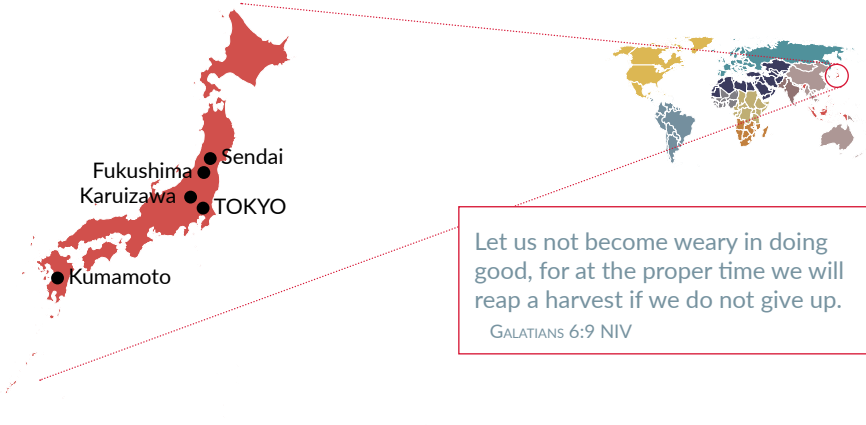 Sendai
Fukushima
Karuizawa
TOKYO
Kumamoto
Let us not become weary in doing
good, for at the proper time we will
reap a harvest if we do not give up.
Galatians 6:9 NIV